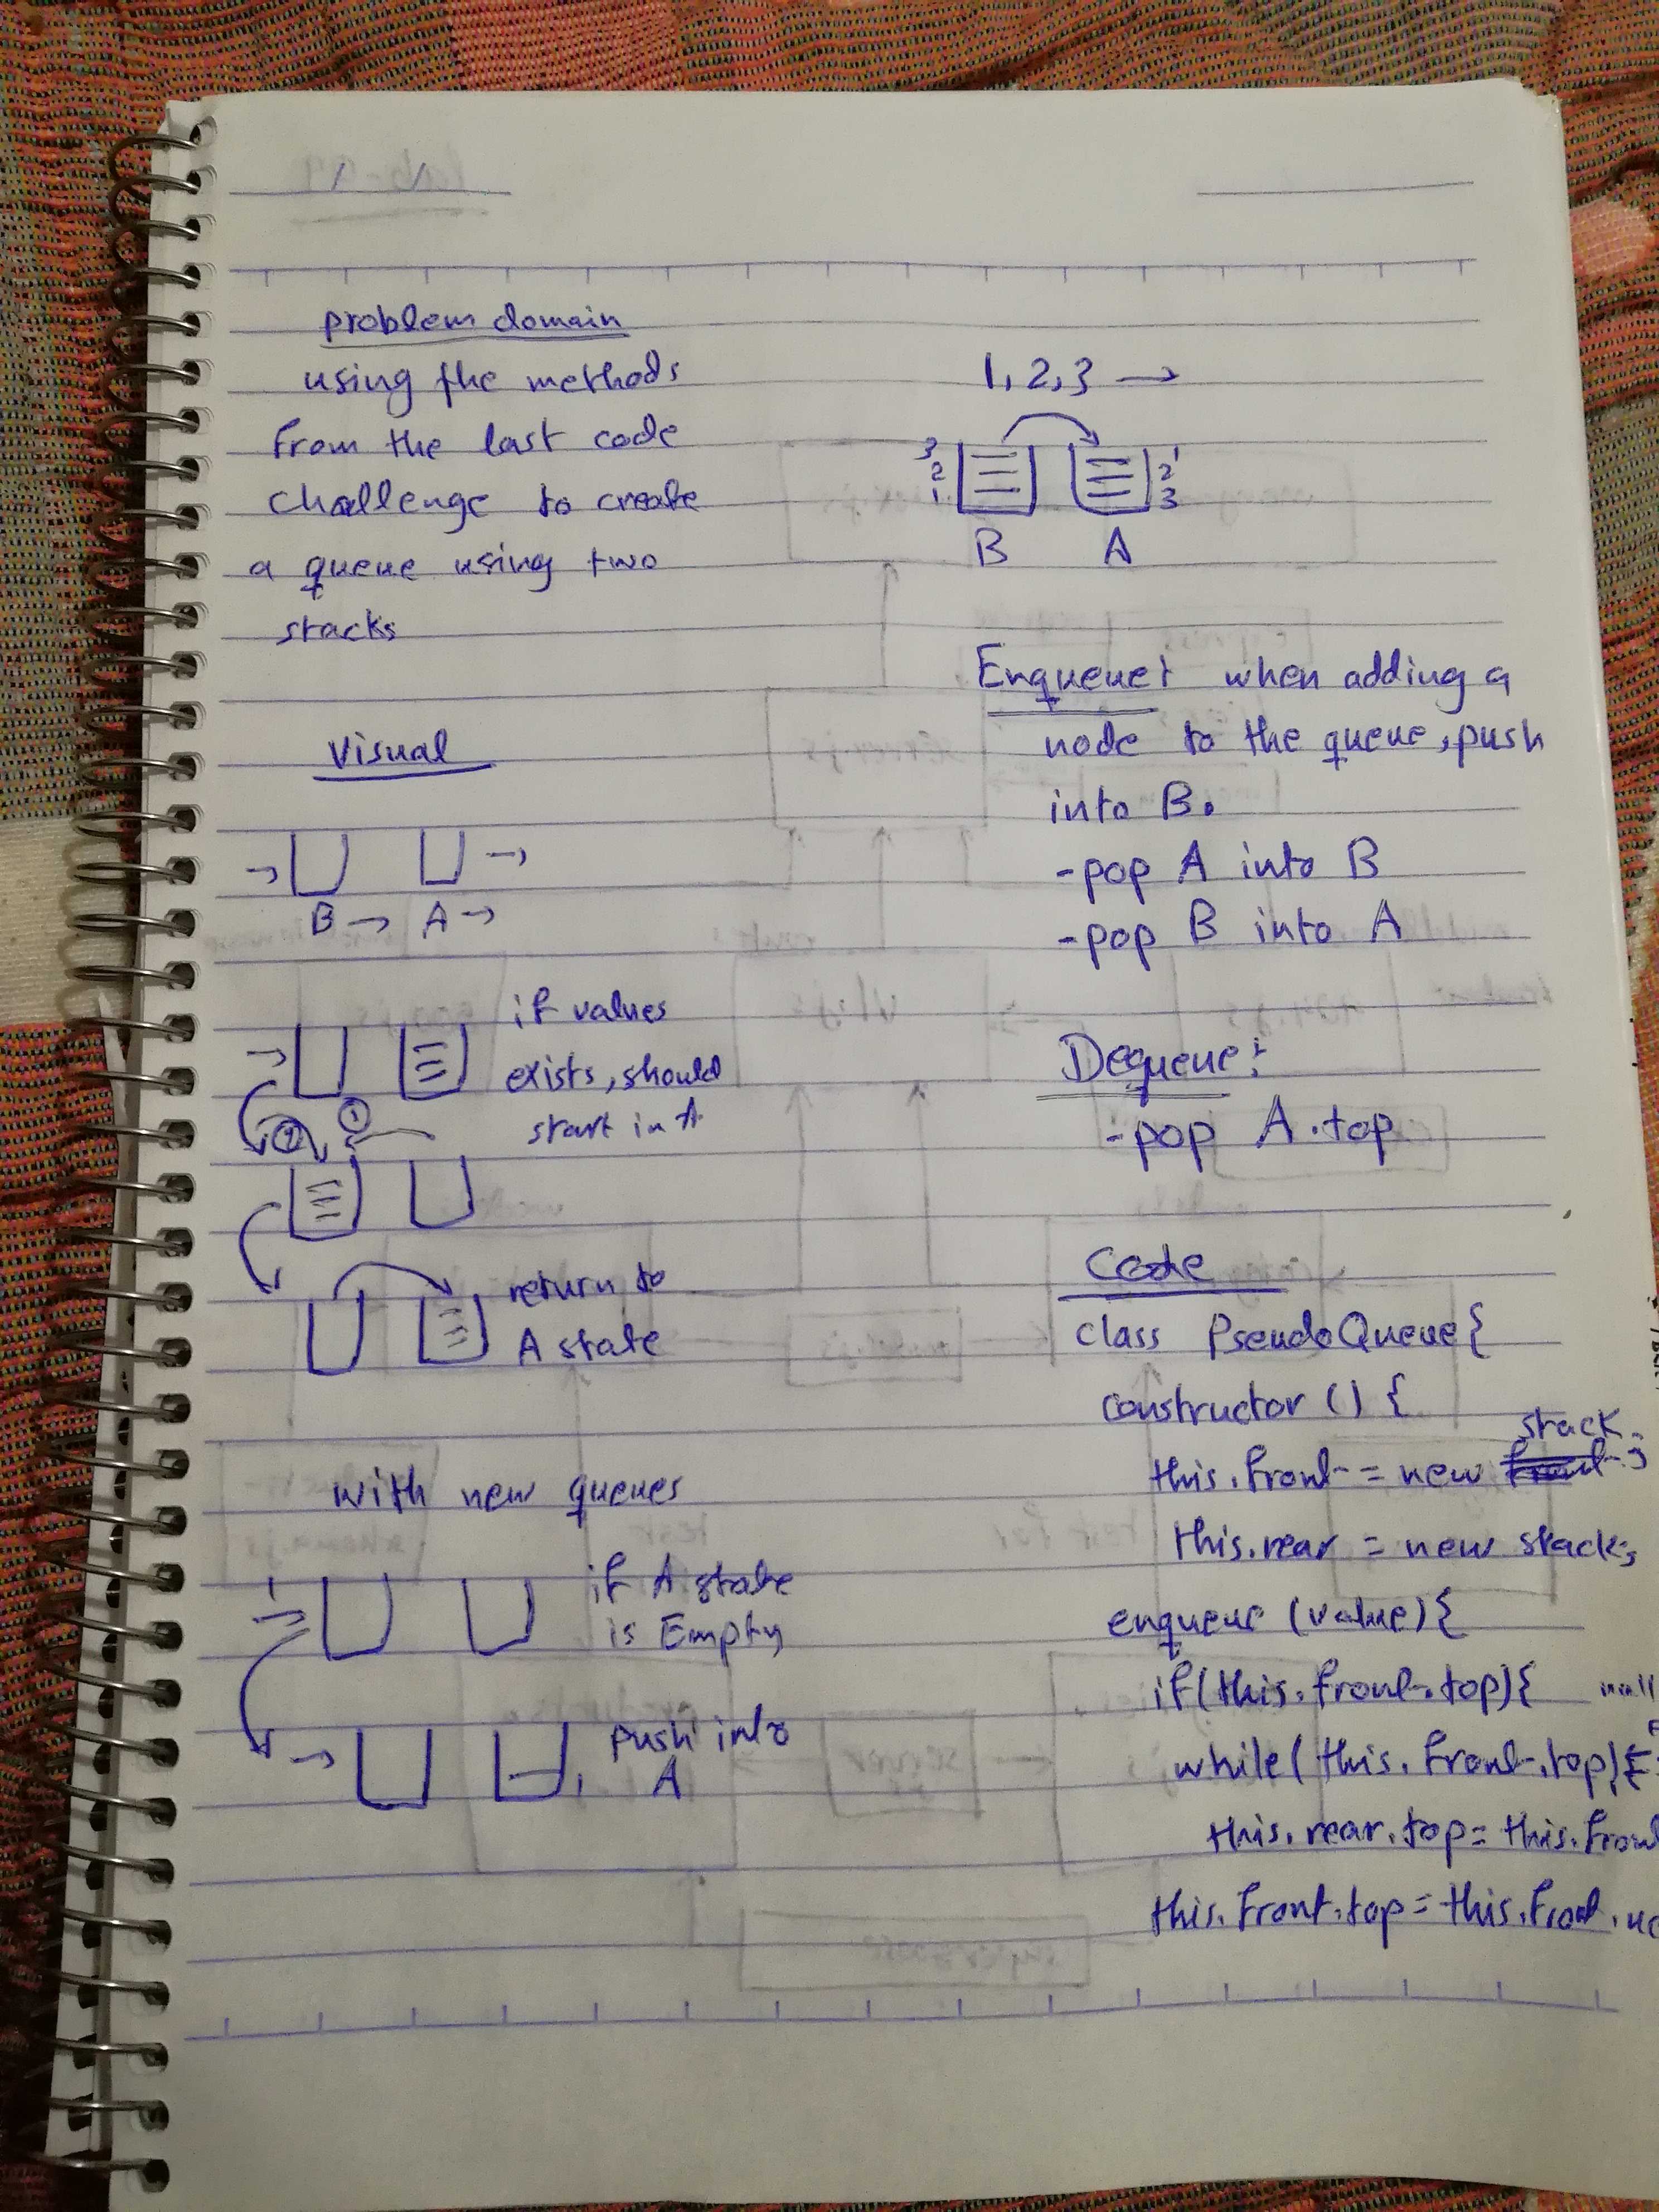 problem domain
using the methods
from the last code
challenge to create
a queue using two
stacks
Visual
B → A →
if values
exists, should
start in A
2 1
return to
A state
with new queues
if A state
is Empty
push into
A
1, 2, 3 →
3 1
2 2
1 3
B A
Enqueue: when adding a
node to the queue, push
into B.
-pop A into B
-pop B into A
Dequeue:
-pop A.top
Code
class PseudoQueue{
constructor () {
stack
this.front = new front;
this.rear = new stack;
enqueue (value){
if(this.front.top){ null
while(this.front.top){
this.rear.top = this.fron
this.front.top = this.front.